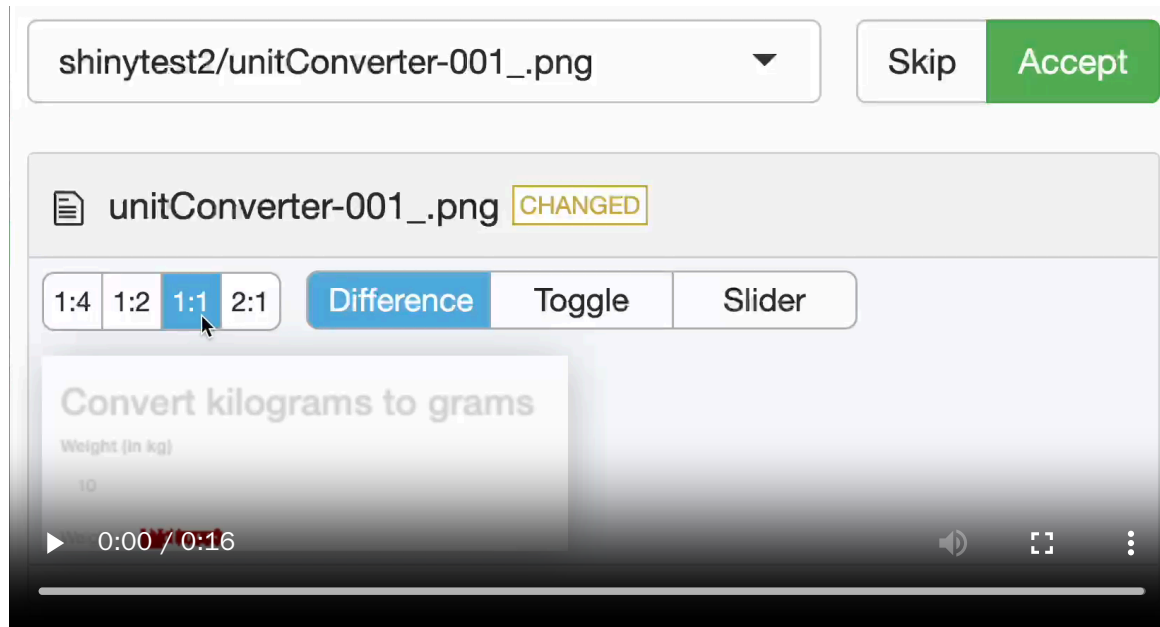 shinytest2/unitConverter-001_.png
Skip
Accept
unitConverter-001_.png CHANGED
1:4 1:2 1:1 2:1
Difference Toggle Slider
Convert kilograms to grams
Weight (in kg)
10
0:00 / 0:16